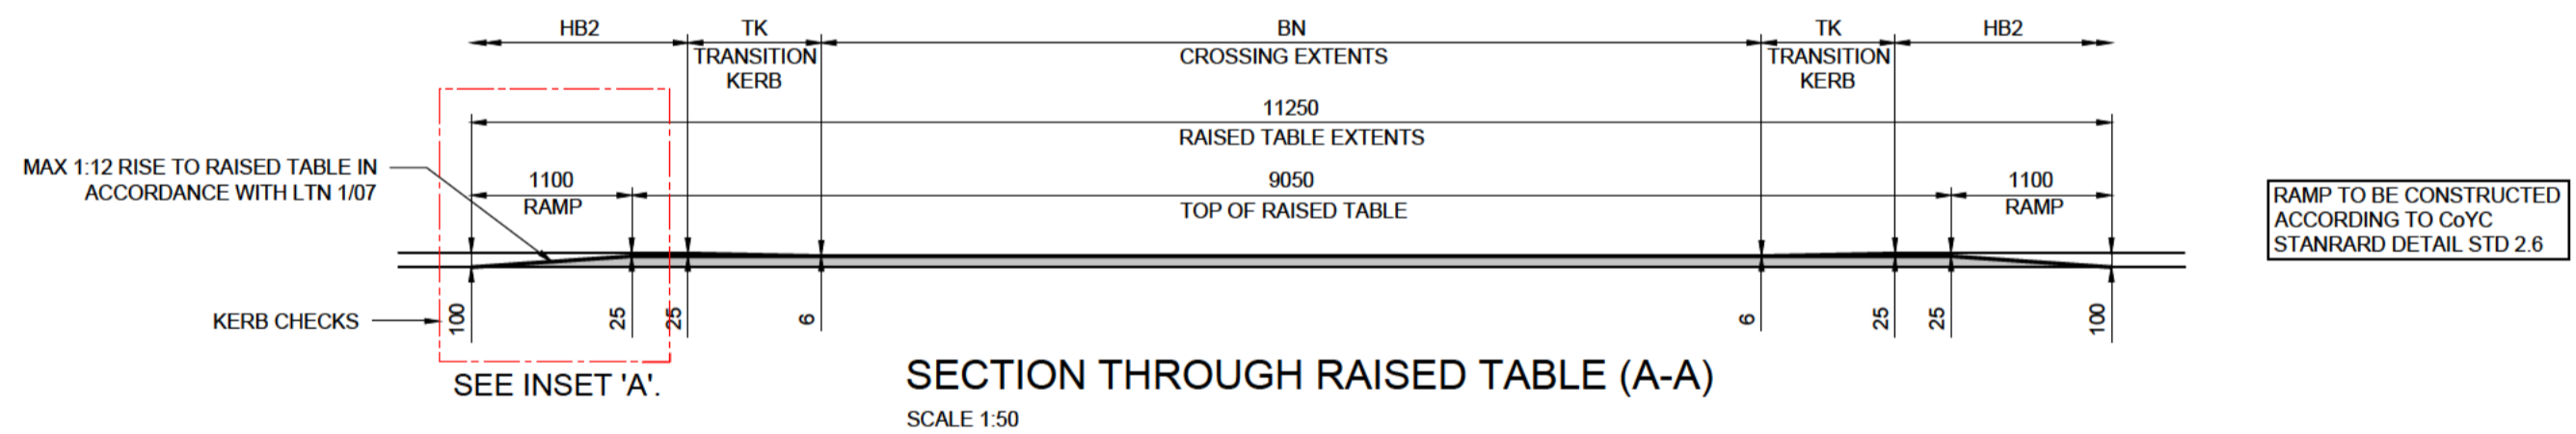 HB2
TK
BN
TK
HB2
TRANSITION
KERB
CROSSING EXTENTS
TRANSITION
KERB
11250
RAISED TABLE EXTENTS
MAX 1:12 RISE TO RAISED TABLE IN
ACCORDANCE WITH LTN 1/07
1100
RAMP
9050
TOP OF RAISED TABLE
1100
RAMP
RAMP TO BE CONSTRUCTED
ACCORDING TO CoYC
STANRARD DETAIL STD 2.6
KERB CHECKS
100
25
25
6
6
25
25
100
SEE INSET 'A'.
SECTION THROUGH RAISED TABLE (A-A)
SCALE 1:50